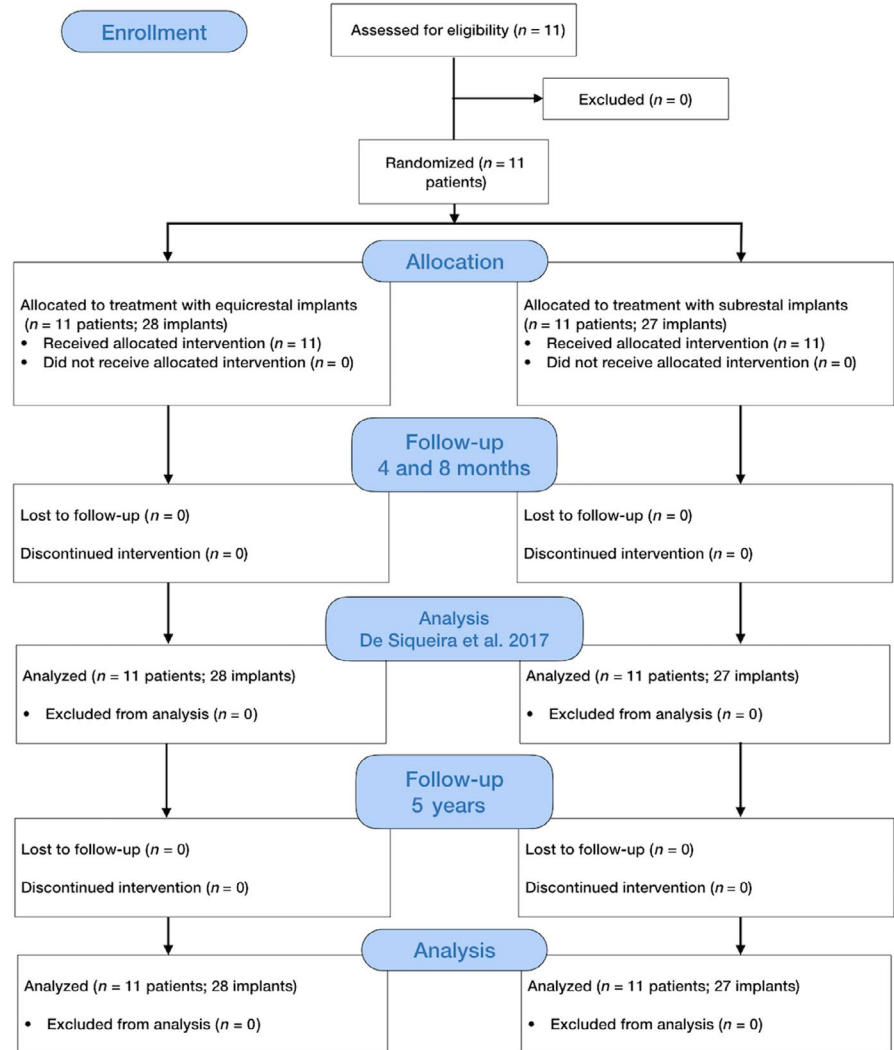 Enrollment
Assessed for eligibility (n = 11)
Excluded (n = 0)
Randomized (n = 11
patients)
Allocation
Allocated to treatment with equicrestal implants
(n = 11 patients; 28 implants)
• Received allocated intervention (n = 11)
• Did not receive allocated intervention (n = 0)
Allocated to treatment with subrestal implants
(n = 11 patients; 27 implants)
• Received allocated intervention (n = 11)
• Did not receive allocated intervention (n = 0)
Follow-up
4 and 8 months
Lost to follow-up (n = 0)
Discontinued intervention (n = 0)
Lost to follow-up (n = 0)
Discontinued intervention (n = 0)
Analysis
De Siqueira et al. 2017
Analyzed (n = 11 patients; 28 implants)
• Excluded from analysis (n = 0)
Analyzed (n = 11 patients; 27 implants)
• Excluded from analysis (n = 0)
Follow-up
5 years
Lost to follow-up (n = 0)
Discontinued intervention (n = 0)
Lost to follow-up (n = 0)
Discontinued intervention (n = 0)
Analysis
Analyzed (n = 11 patients; 28 implants)
• Excluded from analysis (n = 0)
Analyzed (n = 11 patients; 27 implants)
• Excluded from analysis (n = 0)